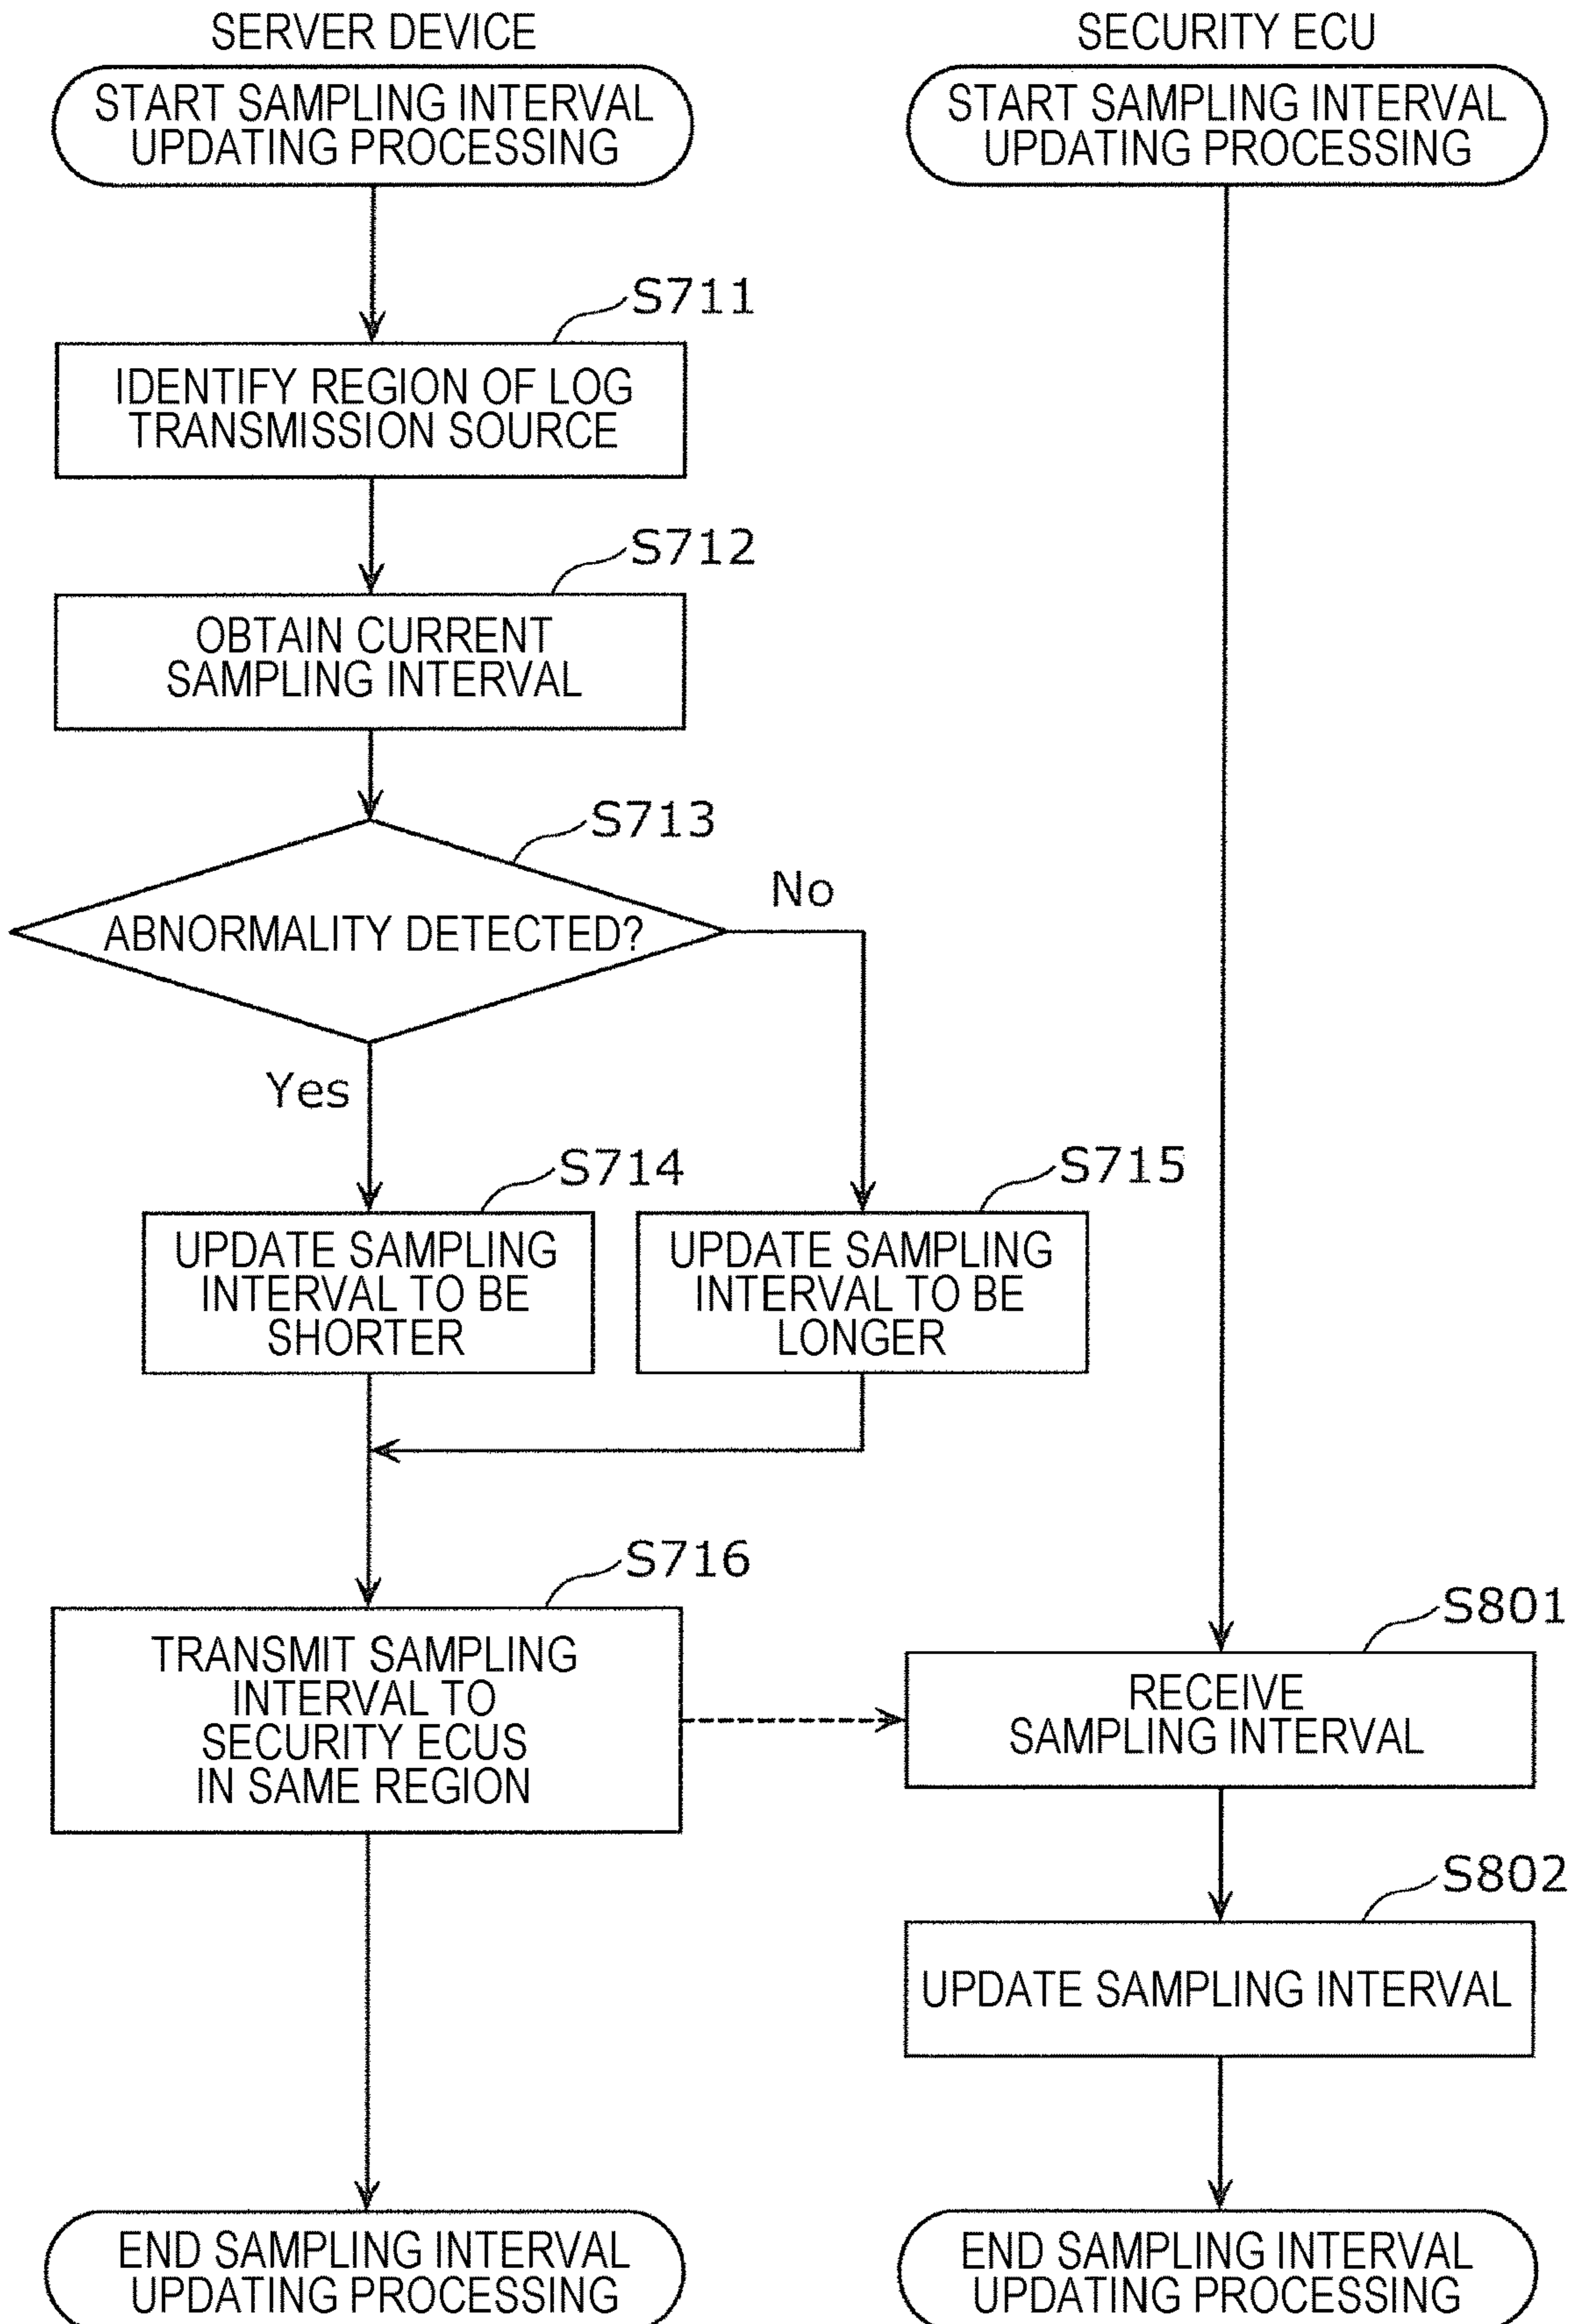 SERVER DEVICE
START SAMPLING INTERVAL
UPDATING PROCESSING
S711
IDENTIFY REGION OF LOG
TRANSMISSION SOURCE
S712
OBTAIN CURRENT
SAMPLING INTERVAL
S713
ABNORMALITY DETECTED?
No
Yes
S714
UPDATE SAMPLING
INTERVAL TO BE
SHORTER
S715
UPDATE SAMPLING
INTERVAL TO BE
LONGER
S716
TRANSMIT SAMPLING
INTERVAL TO
SECURITY ECUS
IN SAME REGION
END SAMPLING INTERVAL
UPDATING PROCESSING
SECURITY ECU
START SAMPLING INTERVAL
UPDATING PROCESSING
S801
RECEIVE
SAMPLING INTERVAL
S802
UPDATE SAMPLING INTERVAL
END SAMPLING INTERVAL
UPDATING PROCESSING